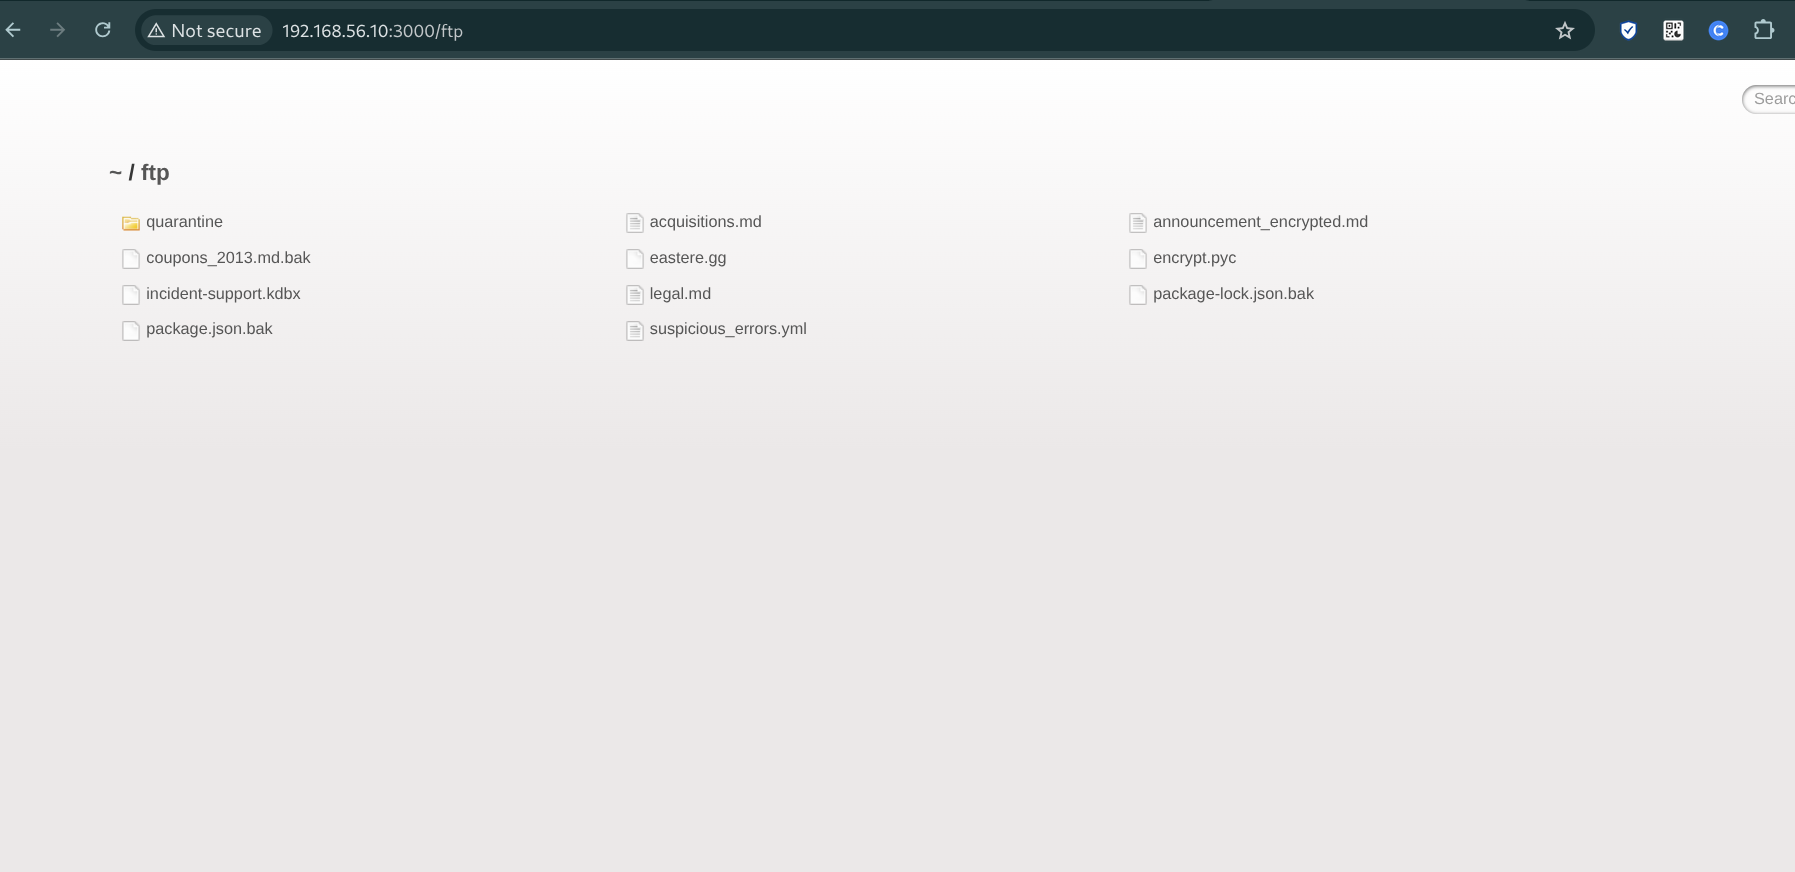 Not secure 192.168.56.10:3000/ftp
Searc
~ / ftp
quarantine acquisitions.md announcement_encrypted.md
coupons_2013.md.bak eastere.gg encrypt.pyc
incident-support.kdbx legal.md package-lock.json.bak
package.json.bak suspicious_errors.yml